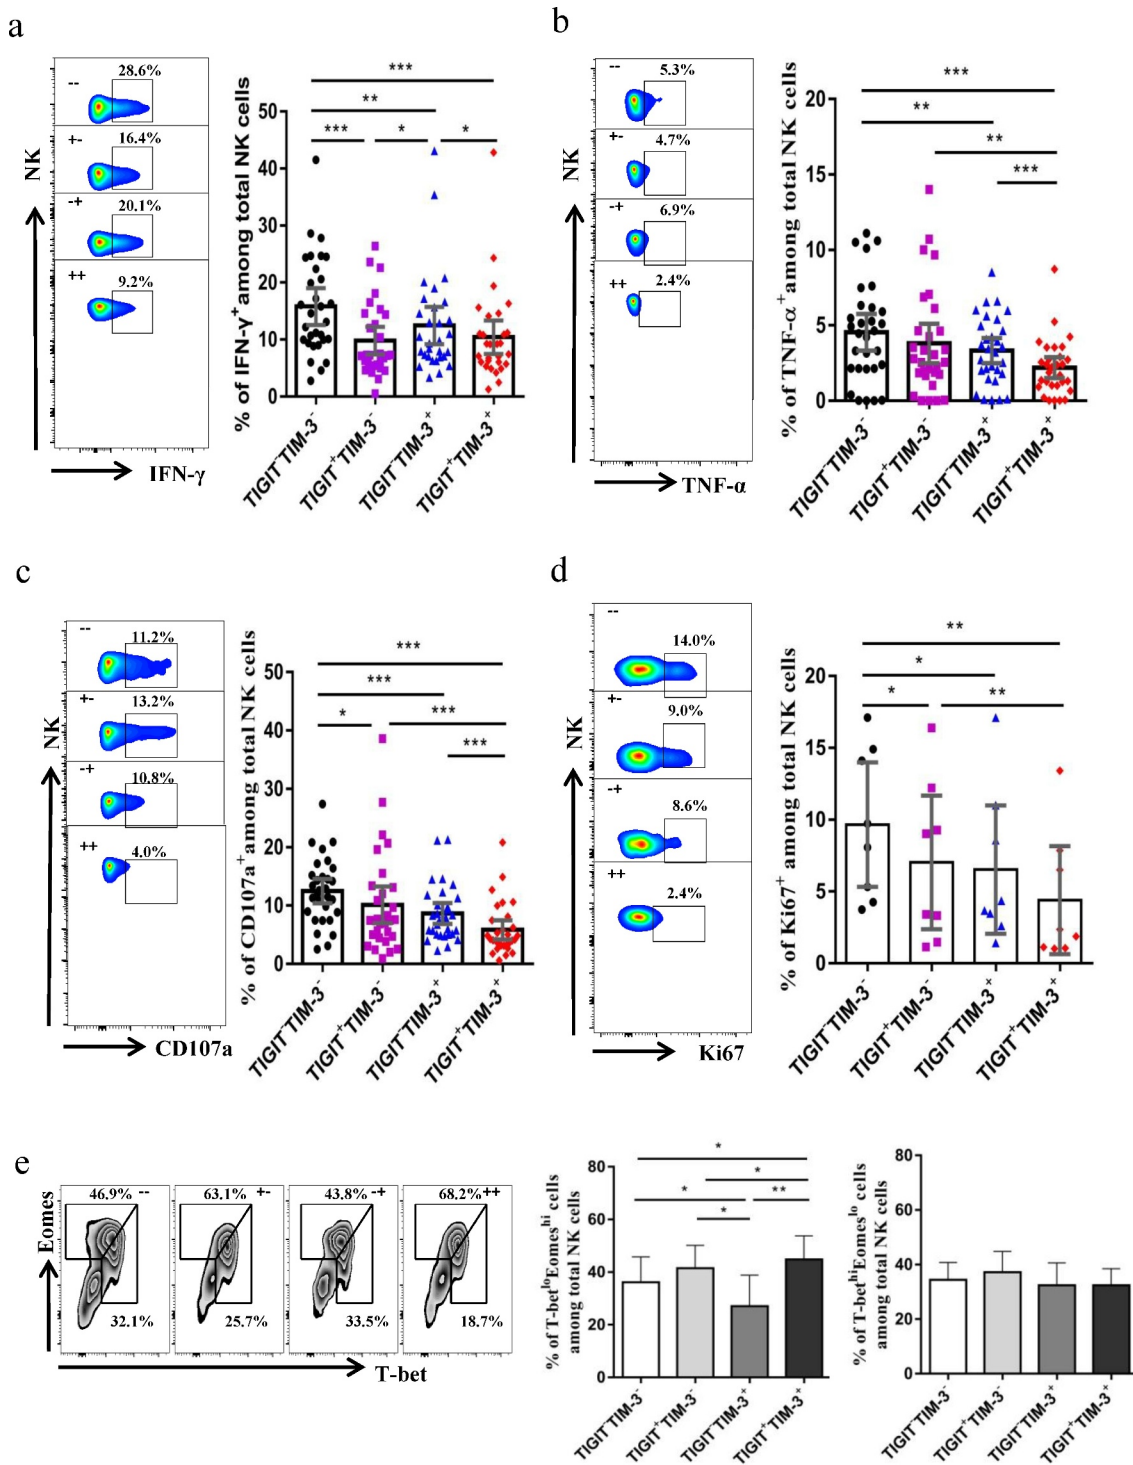 a
28.6%
--
16.4%
+-
20.1%
-+
9.2%
++
NK
IFN-γ
% of IFN-γ⁺ among total NK cells
50
40
30
20
10
0
***
**
***
*
*
TIGIT⁻TIM-3⁻
TIGIT⁺TIM-3⁻
TIGIT⁻TIM-3⁺
TIGIT⁺TIM-3⁺
b
--
5.3%
+-
4.7%
-+
6.9%
++
2.4%
NK
TNF-α
% of TNF-α⁺ among total NK cells
20
15
10
5
0
***
**
**
***
TIGIT⁻TIM-3⁻
TIGIT⁺TIM-3⁻
TIGIT⁻TIM-3⁺
TIGIT⁺TIM-3⁺
c
--
11.2%
+-
13.2%
-+
10.8%
++
4.0%
NK
CD107a
% of CD107a⁺ among total NK cells
50
40
30
20
10
0
***
***
*
***
***
TIGIT⁻TIM-3⁻
TIGIT⁺TIM-3⁻
TIGIT⁻TIM-3⁺
TIGIT⁺TIM-3⁺
d
--
14.0%
+-
9.0%
-+
8.6%
++
2.4%
NK
Ki67
% of Ki67⁺ among total NK cells
20
15
10
5
0
**
*
*
**
TIGIT⁻TIM-3⁻
TIGIT⁺TIM-3⁻
TIGIT⁻TIM-3⁺
TIGIT⁺TIM-3⁺
e
Eomes
46.9% --
63.1% +-
43.8% -+
68.2% ++
32.1%
25.7%
33.5%
18.7%
T-bet
% of T-betˡᵒEomesʰⁱ cells
among total NK cells
80
60
40
20
0
*
*
*
**
*
TIGIT⁻TIM-3⁻
TIGIT⁺TIM-3⁻
TIGIT⁻TIM-3⁺
TIGIT⁺TIM-3⁺
% of T-betʰⁱEomesˡᵒ cells
among total NK cells
80
60
40
20
0
TIGIT⁻TIM-3⁻
TIGIT⁺TIM-3⁻
TIGIT⁻TIM-3⁺
TIGIT⁺TIM-3⁺